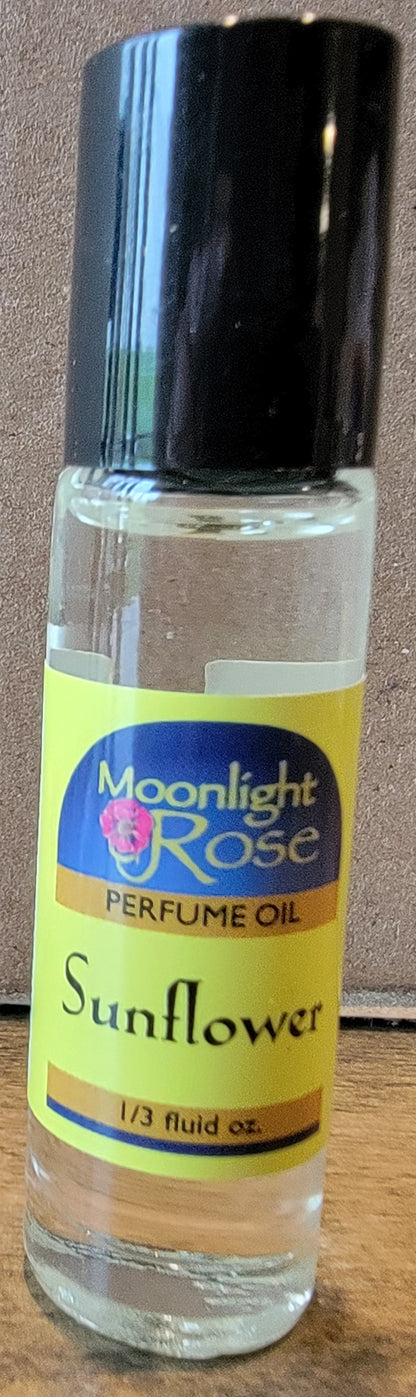 Moonlight
Rose
PERFUME OIL
Sunflower
1/3 fluid oz.